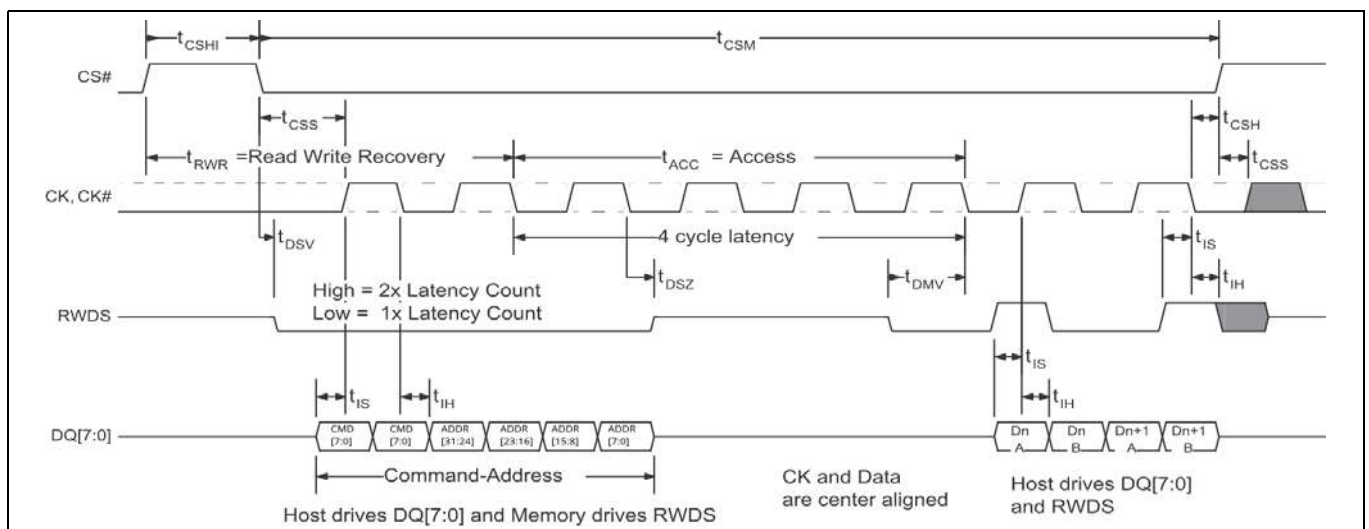 tCSHI
tCSM
CS#
tCSS
tCSH
tRWR =Read Write Recovery
tACC = Access
tCSS
CK, CK#
tDSV
4 cycle latency
tIS
tDSZ
tDMV
tIH
High = 2x Latency Count
Low = 1x Latency Count
RWDS
tIS
tIS
tIH
tIH
DQ[7:0]
CMD
[7:0]
CMD
[7:0]
ADDR
[31:24]
ADDR
[23:16]
ADDR
[15:8]
ADDR
[7:0]
Dn
A
Dn
B
Dn+1
A
Dn+1
B
Command-Address
CK and Data
are center aligned
Host drives DQ[7:0]
and RWDS
Host drives DQ[7:0] and Memory drives RWDS